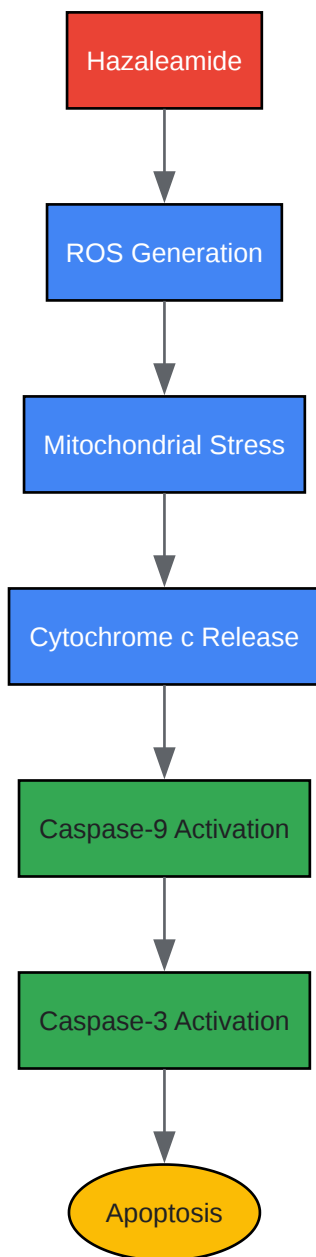 Hazaleamide
ROS Generation
Mitochondrial Stress
Cytochrome c Release
Caspase-9 Activation
Caspase-3 Activation
Apoptosis